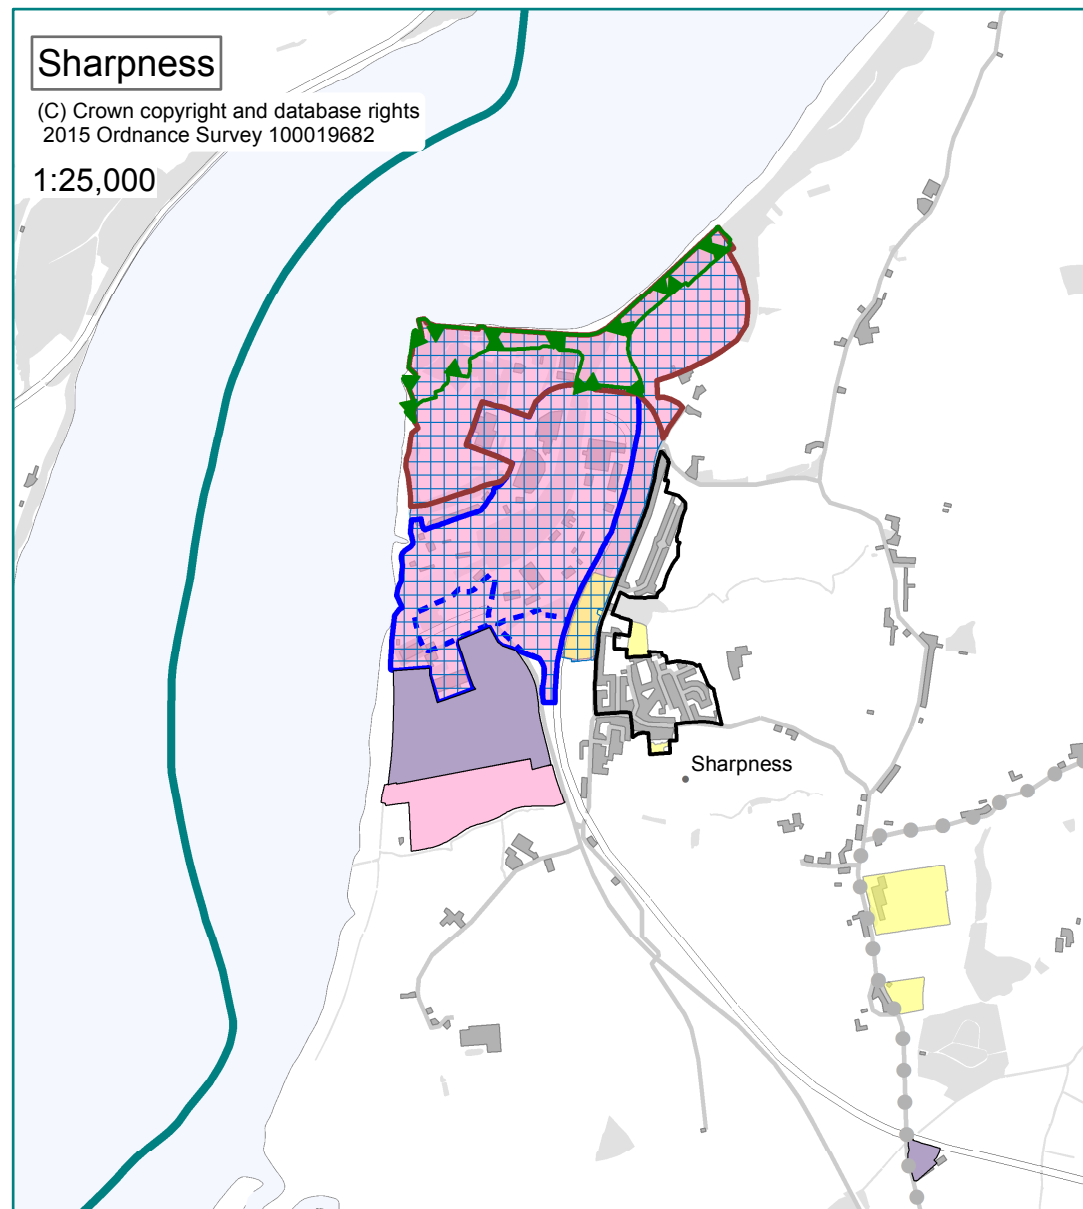 Sharpness
(C) Crown copyright and database rights
2015 Ordnance Survey 100019682
1:25,000
Sharpness